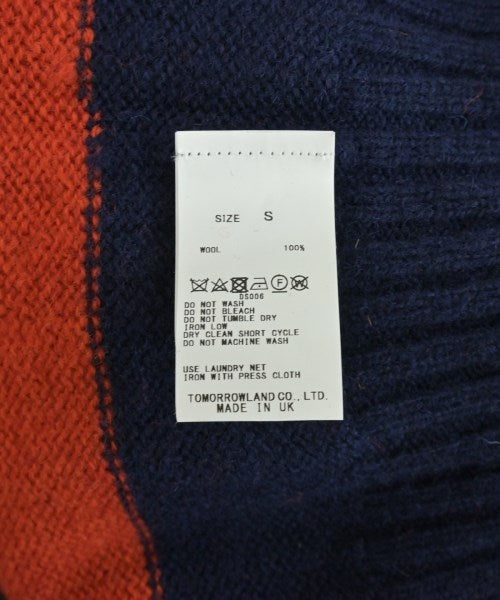 SIZE S
WOOL 100%
F W
DS006
DO NOT WASH
DO NOT BLEACH
DO NOT TUMBLE DRY
IRON LOW
DRY CLEAN SHORT CYCLE
DO NOT MACHINE WASH
USE LAUNDRY NET
IRON WITH PRESS CLOTH
TOMORROWLAND CO., LTD.
MADE IN UK